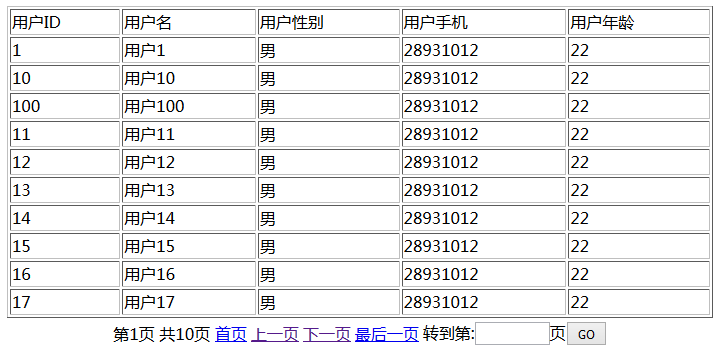 用户ID 用户名 用户性别 用户手机 用户年龄
1 用户1 男 28931012 22
10 用户10 男 28931012 22
100 用户100 男 28931012 22
11 用户11 男 28931012 22
12 用户12 男 28931012 22
13 用户13 男 28931012 22
14 用户14 男 28931012 22
15 用户15 男 28931012 22
16 用户16 男 28931012 22
17 用户17 男 28931012 22
第1页 共10页 首页 上一页 下一页 最后一页 转到第: 页 GO